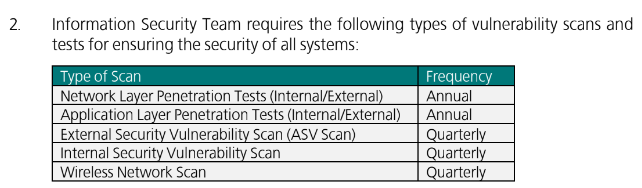 2. Information Security Team requires the following types of vulnerability scans and
tests for ensuring the security of all systems:
Type of Scan Frequency
Network Layer Penetration Tests (Internal/External) Annual
Application Layer Penetration Tests (Internal/External) Annual
External Security Vulnerability Scan (ASV Scan) Quarterly
Internal Security Vulnerability Scan Quarterly
Wireless Network Scan Quarterly